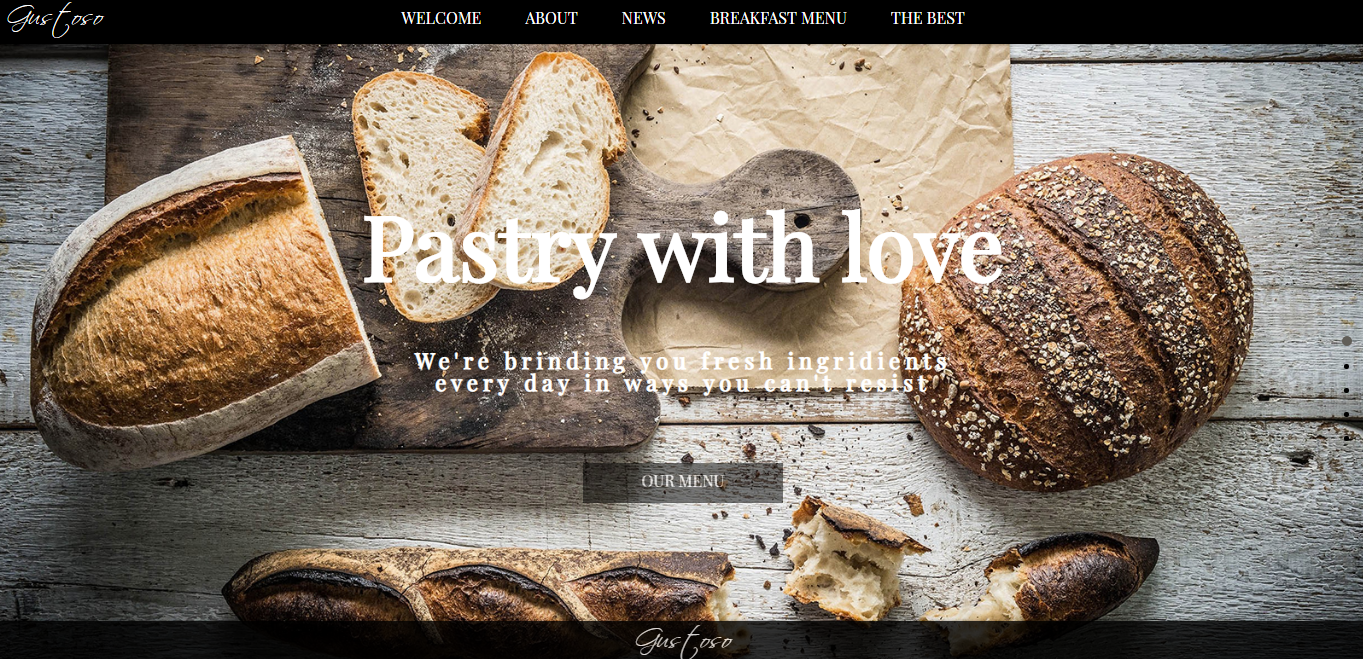 Gustoso
WELCOME ABOUT NEWS BREAKFAST MENU THE BEST
Pastry with love
We're brinding you fresh ingridients
every day in ways you can't resist
OUR MENU
Gustoso